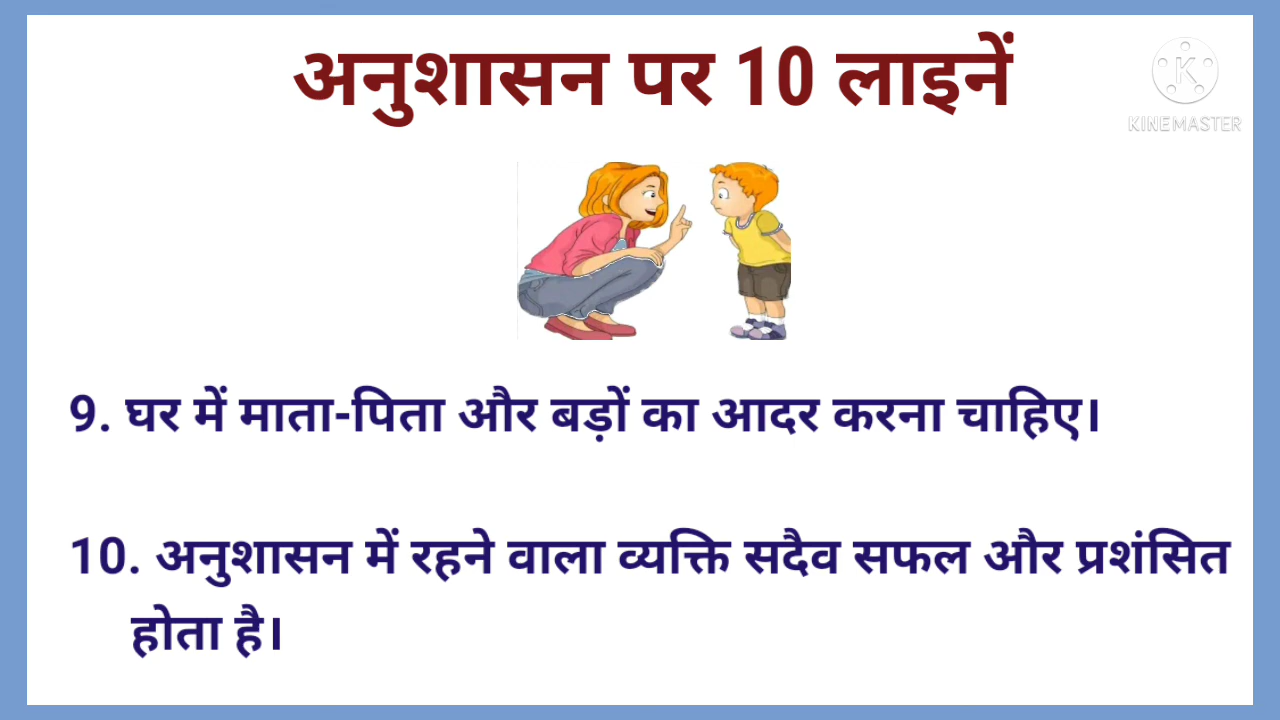 अनुशासन पर 10 लाइनें
KINEMASTER
9. घर में माता-पिता और बड़ों का आदर करना चाहिए।
10. अनुशासन में रहने वाला व्यक्ति सदैव सफल और प्रशंसित
होता है।